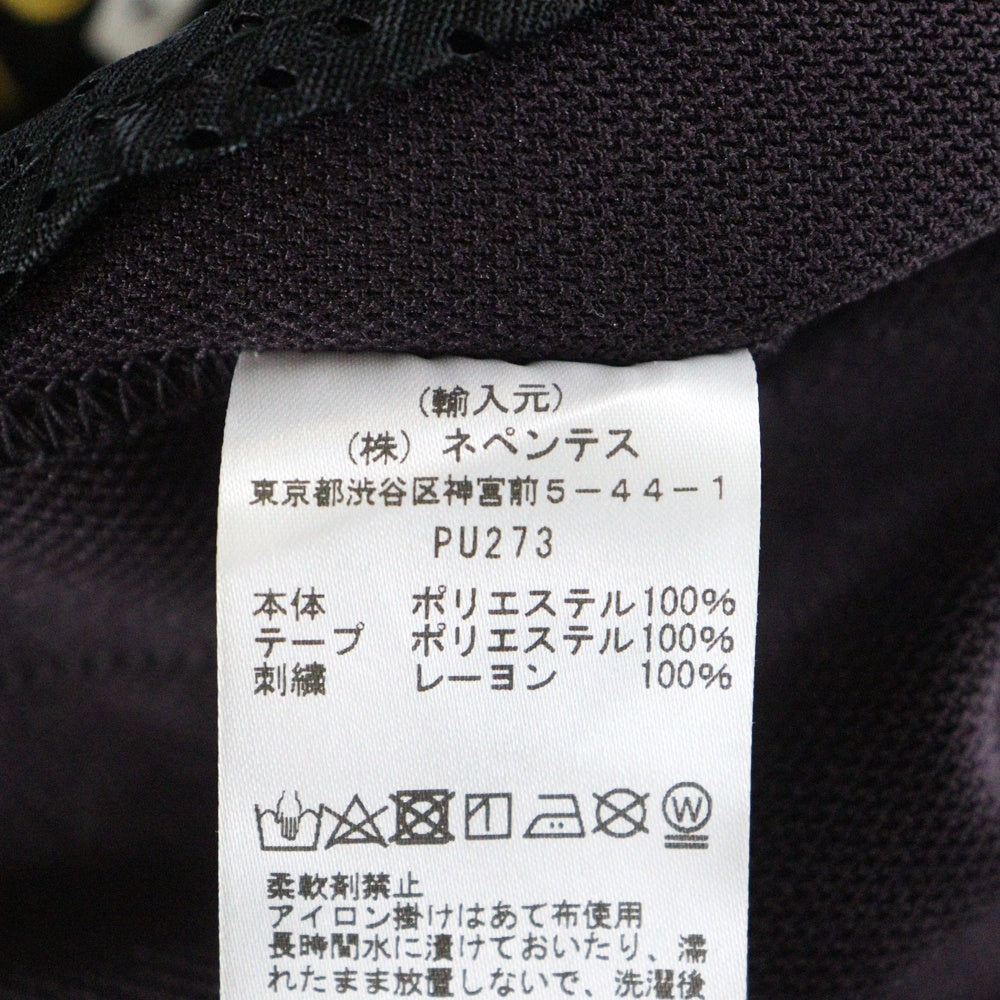 (輸入元)
(株) ネペンテス
東京都渋谷区神宮前5-44-1
PU273
本体 ポリエステル100%
テープ ポリエステル100%
刺繍 レーヨン 100%
W
柔軟剤禁止
アイロン掛けはあて布使用
長時間水に漬けておいたり、濡
れたまま放置しないで、洗濯後